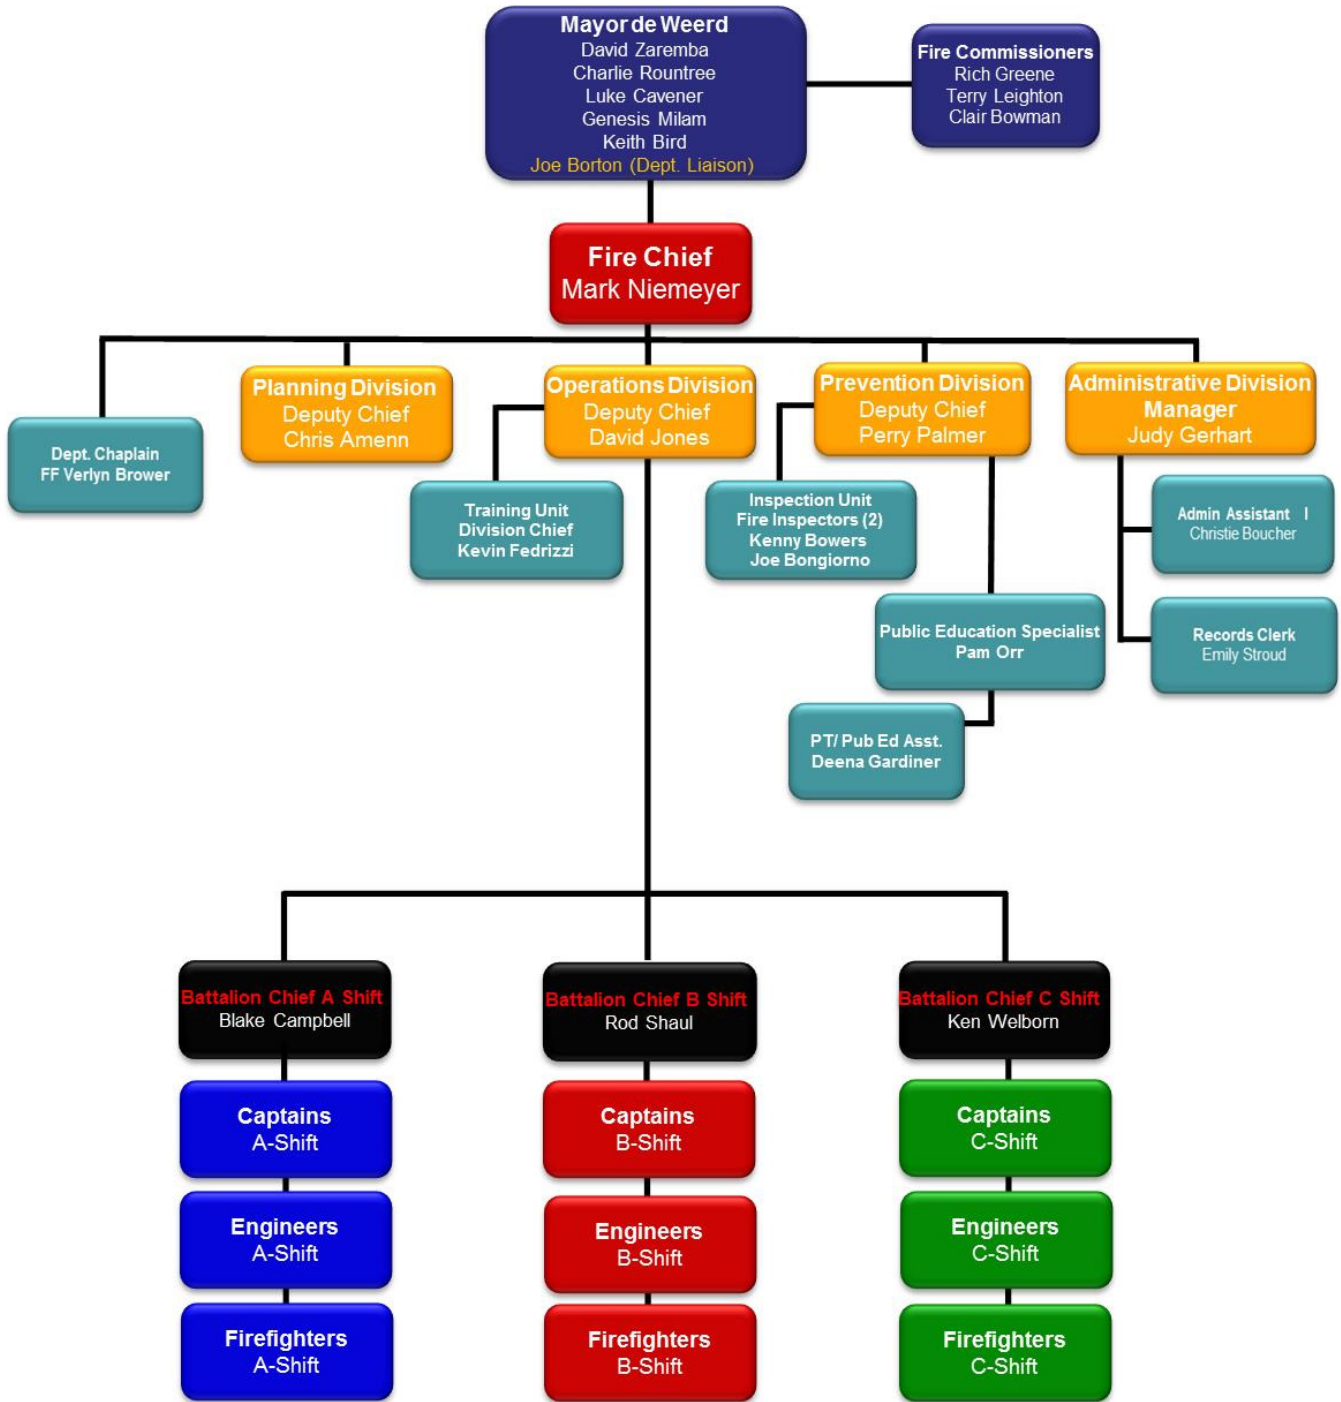 Mayor de Weerd
David Zaremba
Charlie Rountree
Luke Cavener
Genesis Milam
Keith Bird
Joe Borton (Dept. Liaison)
Fire Commissioners
Rich Greene
Terry Leighton
Clair Bowman
Fire Chief
Mark Niemeyer
Dept. Chaplain
FF Verlyn Brower
Planning Division
Deputy Chief
Chris Amenn
Operations Division
Deputy Chief
David Jones
Prevention Division
Deputy Chief
Perry Palmer
Administrative Division
Manager
Judy Gerhart
Training Unit
Division Chief
Kevin Fedrizzi
Inspection Unit
Fire Inspectors (2)
Kenny Bowers
Joe Bongiorno
Admin Assistant I
Christie Boucher
Public Education Specialist
Pam Orr
Records Clerk
Emily Stroud
PT/ Pub Ed Asst.
Deena Gardiner
Battalion Chief A Shift
Blake Campbell
Battalion Chief B Shift
Rod Shaul
Battalion Chief C Shift
Ken Welborn
Captains
A-Shift
Captains
B-Shift
Captains
C-Shift
Engineers
A-Shift
Engineers
B-Shift
Engineers
C-Shift
Firefighters
A-Shift
Firefighters
B-Shift
Firefighters
C-Shift